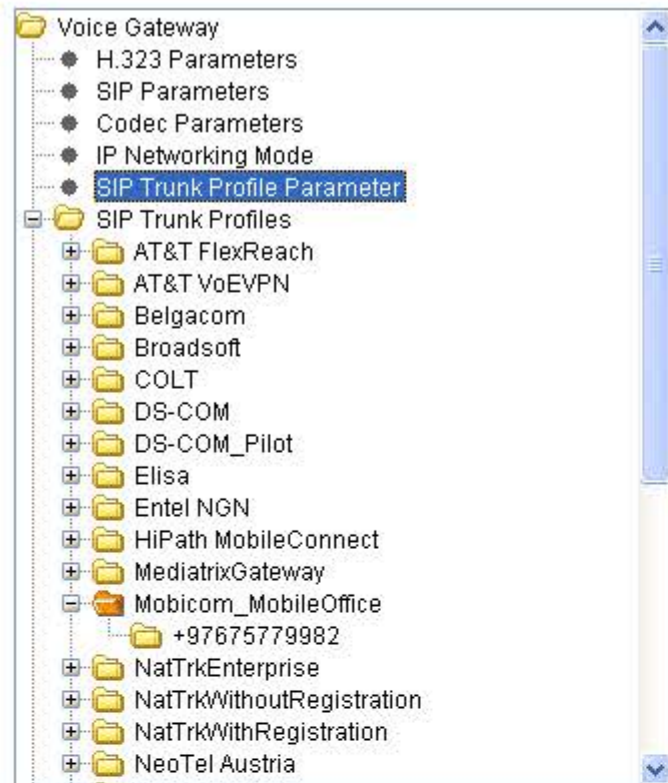 Voice Gateway
H.323 Parameters
SIP Parameters
Codec Parameters
IP Networking Mode
SIP Trunk Profile Parameter
SIP Trunk Profiles
AT&T FlexReach
AT&T VoEVPN
Belgacom
Broadsoft
COLT
DS-COM
DS-COM_Pilot
Elisa
Entel NGN
HiPath MobileConnect
MediatrixGateway
Mobicom_MobileOffice
+97675779982
NatTrkEnterprise
NatTrkWithoutRegistration
NatTrkWithRegistration
NeoTel Austria